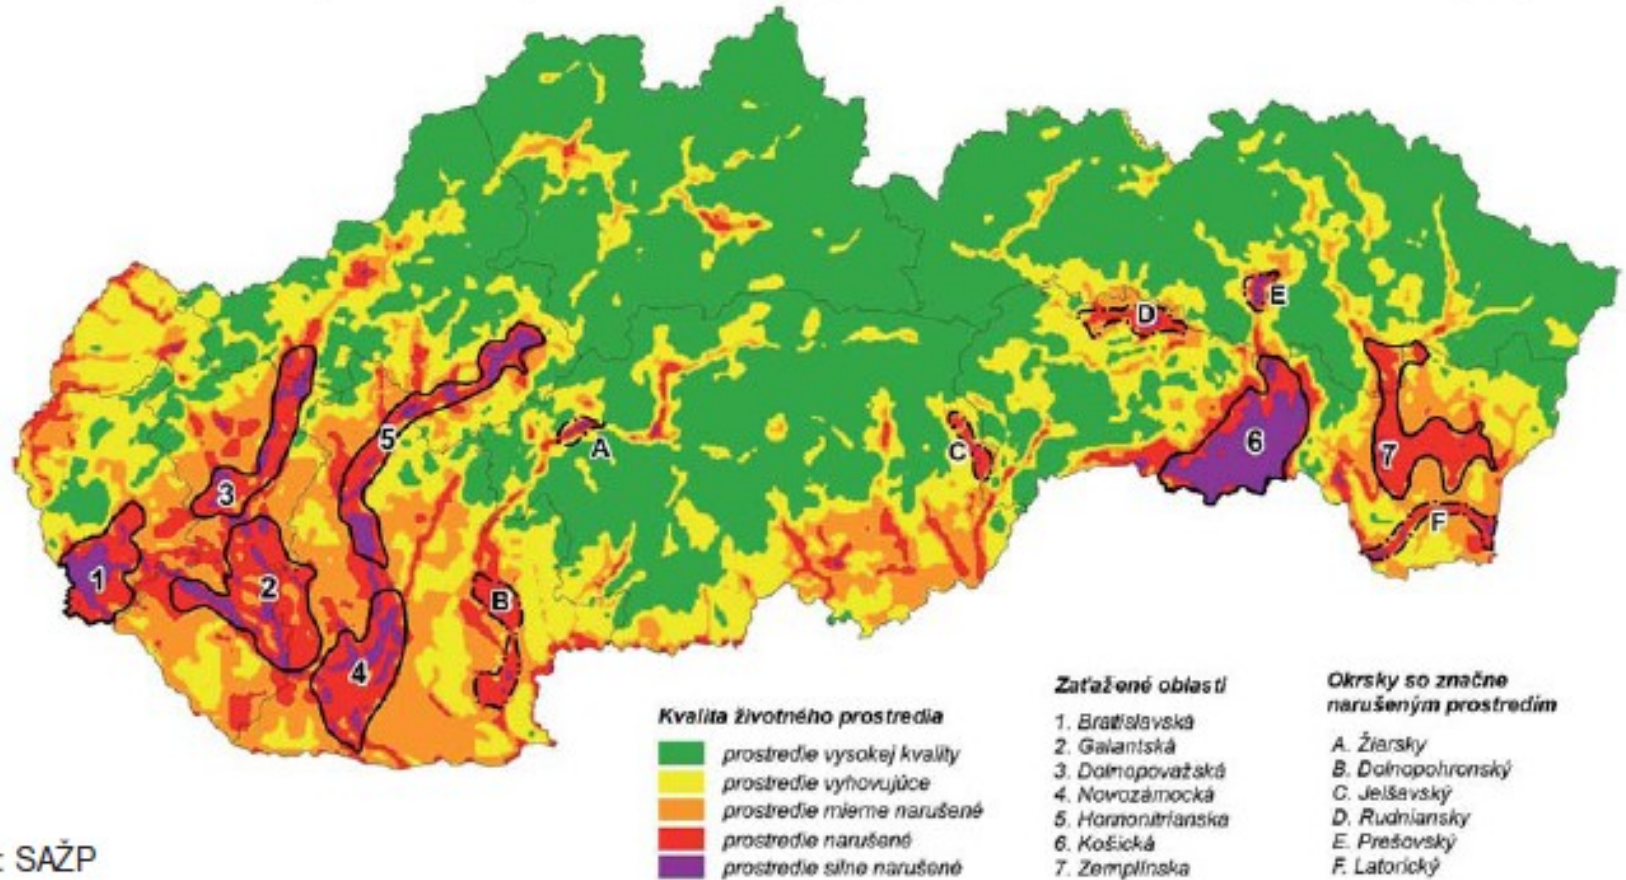 1
2
3
4
5
6
7
A
B
C
D
E
F
Kvalita životného prostredia
prostredie vysokej kvality
prostredie vyhovujúce
prostredie mierne narušené
prostredie narušené
prostredie silne narušené
Zaťažené oblasti
1. Bratislavská
2. Galantská
3. Dolnopovažská
4. Novozámocká
5. Hornonitrianska
6. Košická
7. Zemplínska
Okrsky so značne
narušeným prostredím
A. Žiarsky
B. Dolnopohronský
C. Jelšavský
D. Rudniansky
E. Prešovský
F. Latorický
: SAŽP